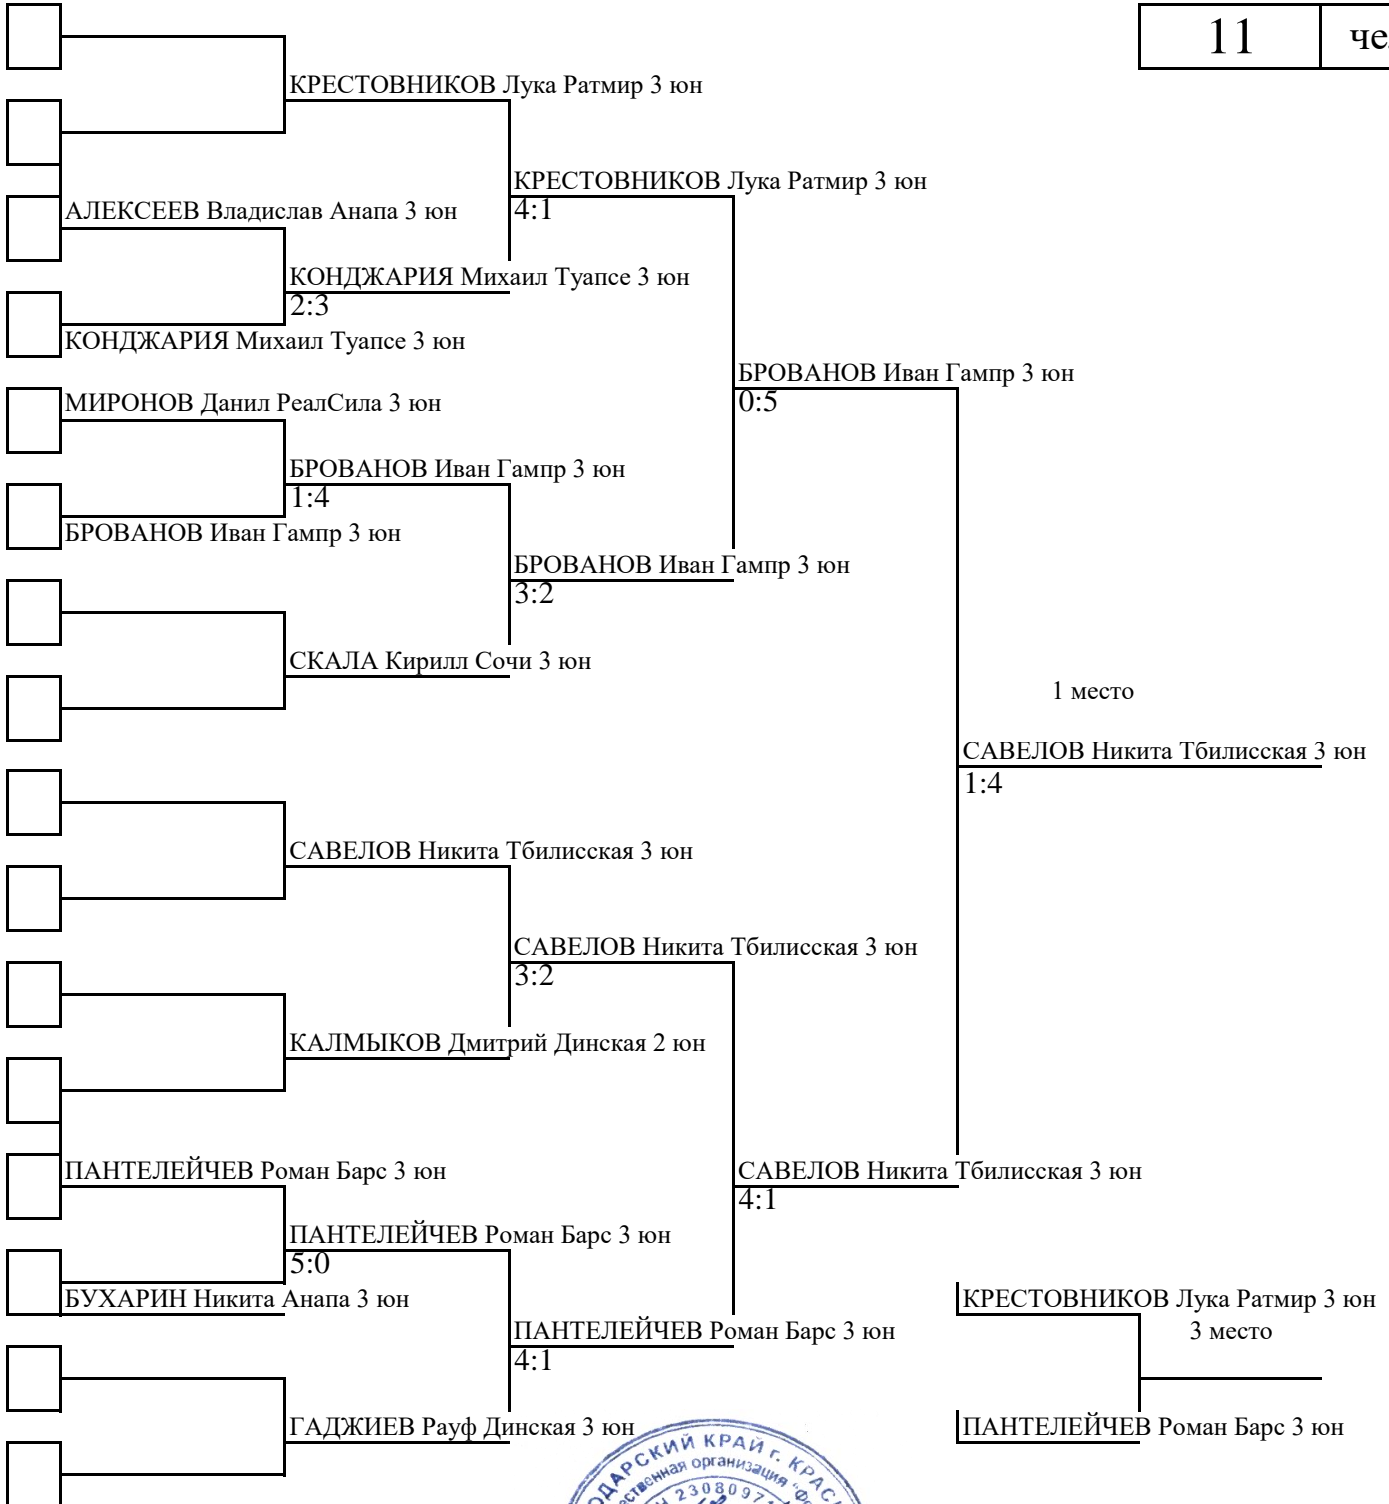 11
КРЕСТОВНИКОВ Лука Ратмир 3 юн
КРЕСТОВНИКОВ Лука Ратмир 3 юн
4:1
АЛЕКСЕЕВ Владислав Анапа 3 юн
КОНДЖАРИЯ Михаил Туапсе 3 юн
2:3
КОНДЖАРИЯ Михаил Туапсе 3 юн
БРОВАНОВ Иван Гампр 3 юн
0:5
МИРОНОВ Данил РеалСила 3 юн
БРОВАНОВ Иван Гампр 3 юн
1:4
БРОВАНОВ Иван Гампр 3 юн
БРОВАНОВ Иван Гампр 3 юн
3:2
СКАЛА Кирилл Сочи 3 юн
1 место
САВЕЛОВ Никита Тбилисская 3 юн
1:4
САВЕЛОВ Никита Тбилисская 3 юн
САВЕЛОВ Никита Тбилисская 3 юн
3:2
КАЛМЫКОВ Дмитрий Динская 2 юн
ПАНТЕЛЕЙЧЕВ Роман Барс 3 юн
САВЕЛОВ Никита Тбилисская 3 юн
4:1
ПАНТЕЛЕЙЧЕВ Роман Барс 3 юн
5:0
БУХАРИН Никита Анапа 3 юн
КРЕСТОВНИКОВ Лука Ратмир 3 юн
ПАНТЕЛЕЙЧЕВ Роман Барс 3 юн
3 место
4:1
ГАДЖИЕВ Рауф Динская 3 юн
ПАНТЕЛЕЙЧЕВ Роман Барс 3 юн
КРАЙ г.
организация